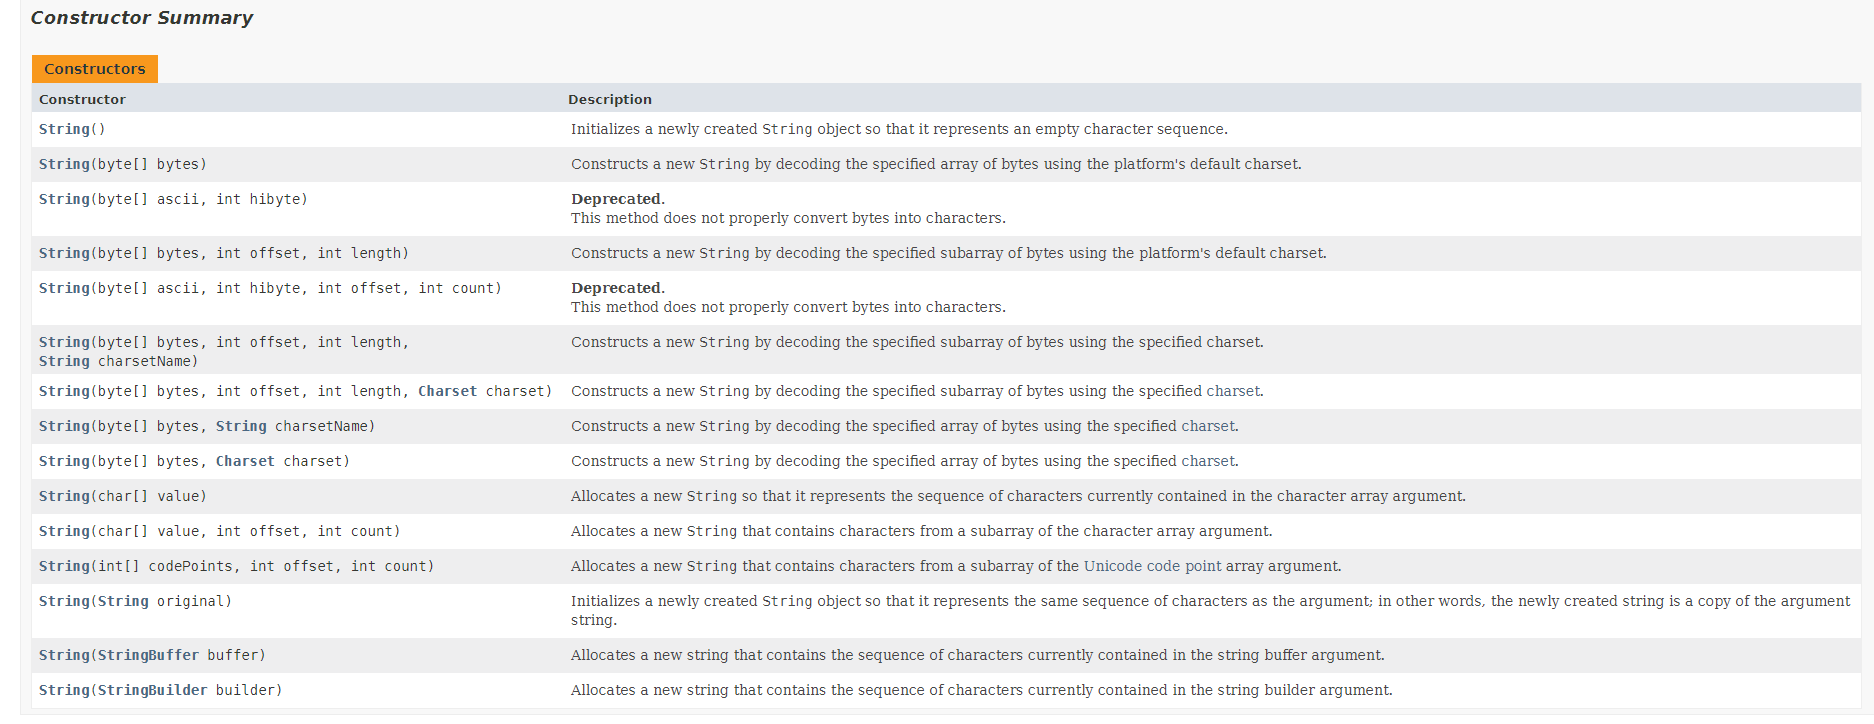 Constructor Summary
Constructors
Constructor Description
String() Initializes a newly created String object so that it represents an empty character sequence.
String(byte[] bytes) Constructs a new String by decoding the specified array of bytes using the platform's default charset.
String(byte[] ascii, int hibyte) Deprecated.
This method does not properly convert bytes into characters.
String(byte[] bytes, int offset, int length) Constructs a new String by decoding the specified subarray of bytes using the platform's default charset.
String(byte[] ascii, int hibyte, int offset, int count) Deprecated.
This method does not properly convert bytes into characters.
String(byte[] bytes, int offset, int length, Constructs a new String by decoding the specified subarray of bytes using the specified charset.
String charsetName)
String(byte[] bytes, int offset, int length, Charset charset) Constructs a new String by decoding the specified subarray of bytes using the specified charset.
String(byte[] bytes, String charsetName) Constructs a new String by decoding the specified array of bytes using the specified charset.
String(byte[] bytes, Charset charset) Constructs a new String by decoding the specified array of bytes using the specified charset.
String(char[] value) Allocates a new String so that it represents the sequence of characters currently contained in the character array argument.
String(char[] value, int offset, int count) Allocates a new String that contains characters from a subarray of the character array argument.
String(int[] codePoints, int offset, int count) Allocates a new String that contains characters from a subarray of the Unicode code point array argument.
String(String original) Initializes a newly created String object so that it represents the same sequence of characters as the argument; in other words, the newly created string is a copy of the argument
string.
String(StringBuffer buffer) Allocates a new string that contains the sequence of characters currently contained in the string buffer argument.
String(StringBuilder builder) Allocates a new string that contains the sequence of characters currently contained in the string builder argument.